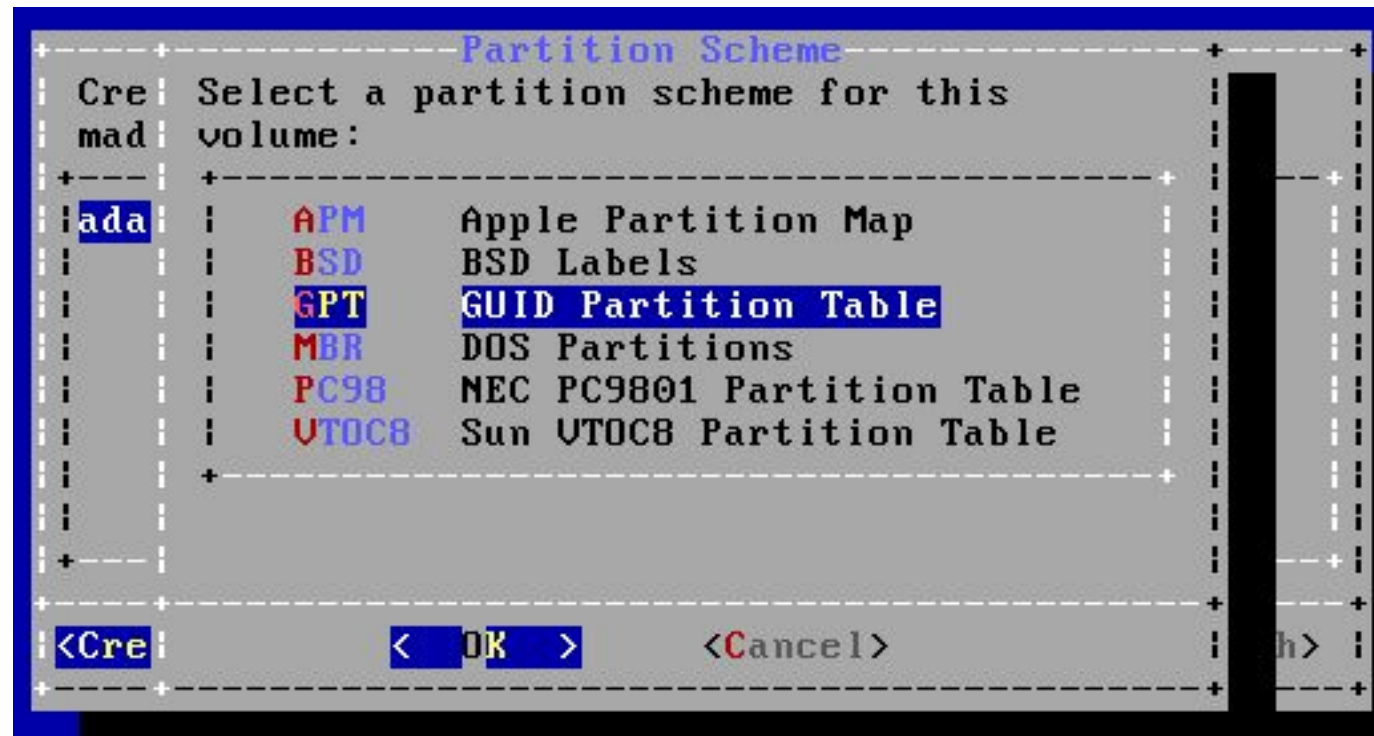 Partition Scheme
Cre Select a partition scheme for this
mad volume:
ada APM Apple Partition Map
BSD BSD Labels
GPT GUID Partition Table
MBR DOS Partitions
PC98 NEC PC9801 Partition Table
VTOC8 Sun VTOC8 Partition Table
<Cre < OK > <Cancel> h>